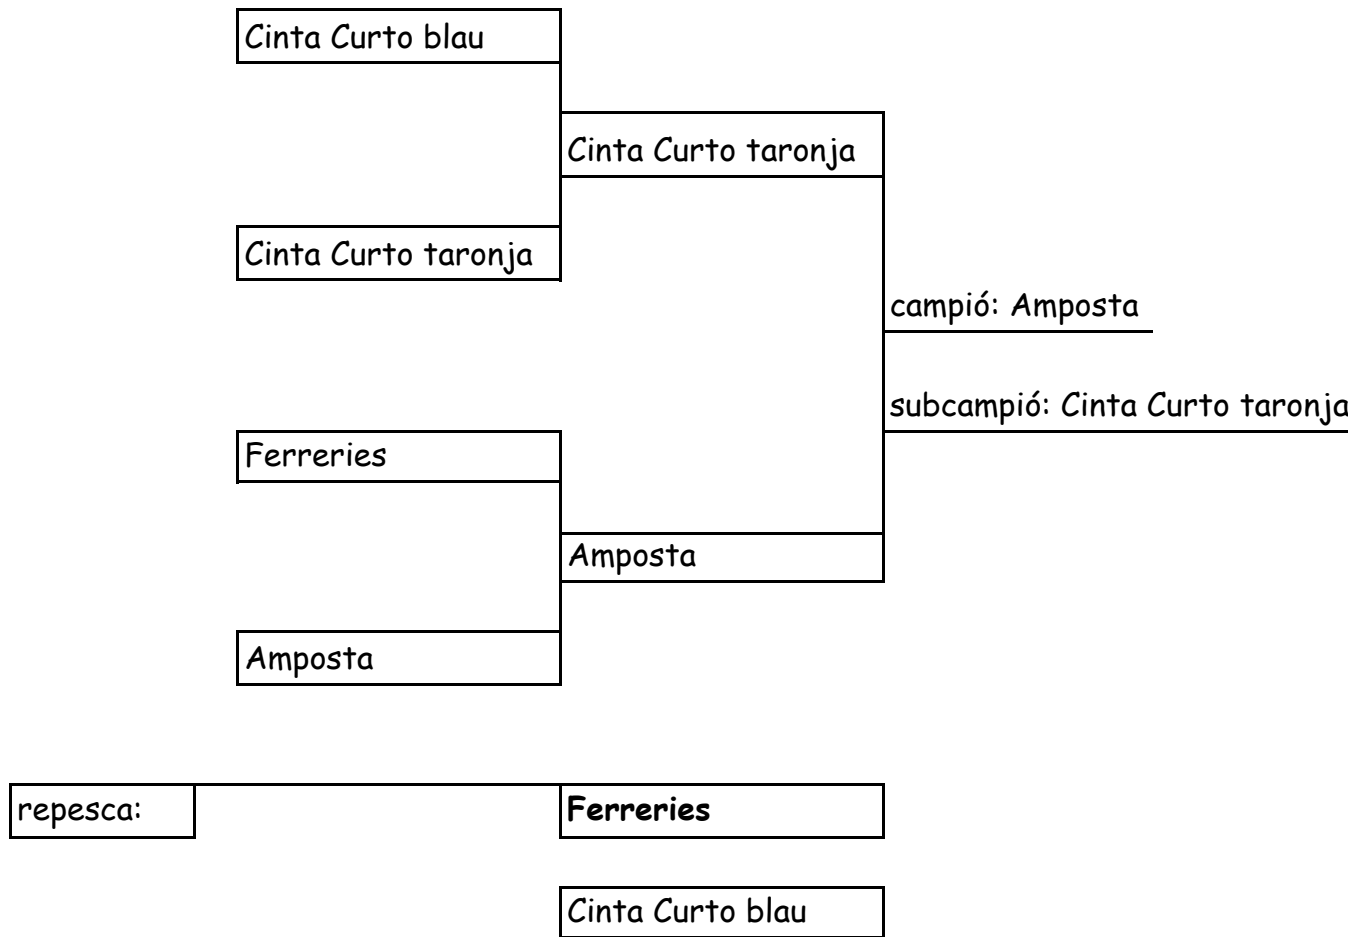 Cinta Curto blau
Cinta Curto taronja
Cinta Curto taronja
campió: Amposta
subcampió: Cinta Curto taronja
Ferreries
Amposta
Amposta
repesca:
Ferreries
Cinta Curto blau